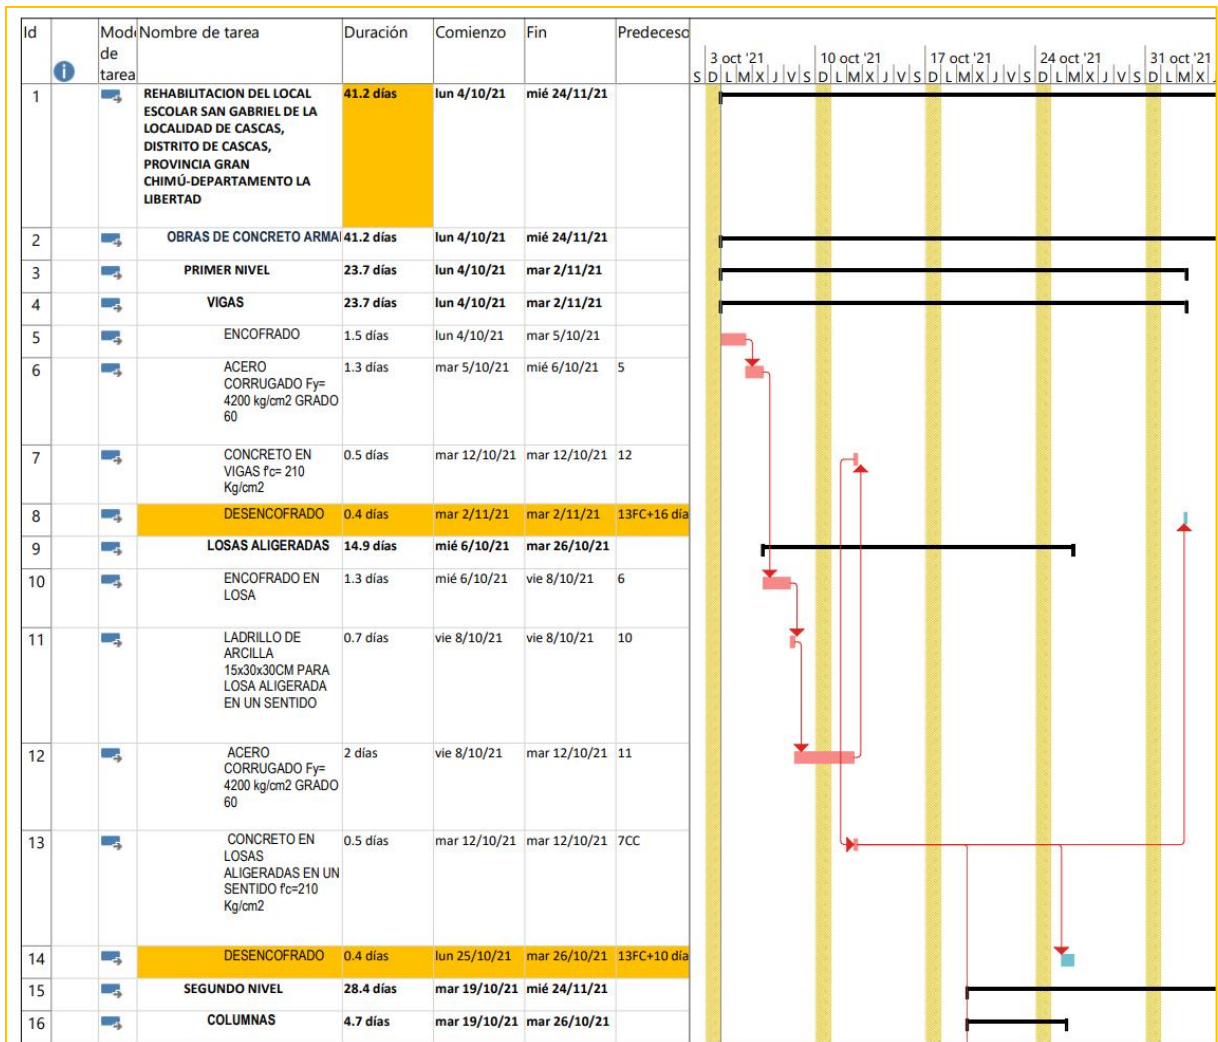 Id Modo Nombre de tarea Duración Comienzo Fin Predeceso
de
tarea
3 oct '21 10 oct '21 17 oct '21 24 oct '21 31 oct '21
S D L M X J V S D L M X J V S D L M X J V S D L M X J V S D L M X J
1 REHABILITACION DEL LOCAL 41.2 días lun 4/10/21 mié 24/11/21
ESCOLAR SAN GABRIEL DE LA
LOCALIDAD DE CASCAS,
DISTRITO DE CASCAS,
PROVINCIA GRAN
CHIMÚ-DEPARTAMENTO LA
LIBERTAD
2 OBRAS DE CONCRETO ARMA 41.2 días lun 4/10/21 mié 24/11/21
3 PRIMER NIVEL 23.7 días lun 4/10/21 mar 2/11/21
4 VIGAS 23.7 días lun 4/10/21 mar 2/11/21
5 ENCOFRADO 1.5 días lun 4/10/21 mar 5/10/21
6 ACERO 1.3 días mar 5/10/21 mié 6/10/21 5
CORRUGADO Fy=
4200 kg/cm2 GRADO
60
7 CONCRETO EN 0.5 días mar 12/10/21 mar 12/10/21 12
VIGAS f'c= 210
Kg/cm2
8 DESENCOFRADO 0.4 días mar 2/11/21 mar 2/11/21 13FC+16 día
9 LOSAS ALIGERADAS 14.9 días mié 6/10/21 mar 26/10/21
10 ENCOFRADO EN 1.3 días mié 6/10/21 vie 8/10/21 6
LOSA
11 LADRILLO DE 0.7 días vie 8/10/21 vie 8/10/21 10
ARCILLA
15x30x30CM PARA
LOSA ALIGERADA
EN UN SENTIDO
12 ACERO 2 días vie 8/10/21 mar 12/10/21 11
CORRUGADO Fy=
4200 kg/cm2 GRADO
60
13 CONCRETO EN 0.5 días mar 12/10/21 mar 12/10/21 7CC
LOSAS
ALIGERADAS EN UN
SENTIDO f'c=210
Kg/cm2
14 DESENCOFRADO 0.4 días lun 25/10/21 mar 26/10/21 13FC+10 día
15 SEGUNDO NIVEL 28.4 días mar 19/10/21 mié 24/11/21
16 COLUMNAS 4.7 días mar 19/10/21 mar 26/10/21